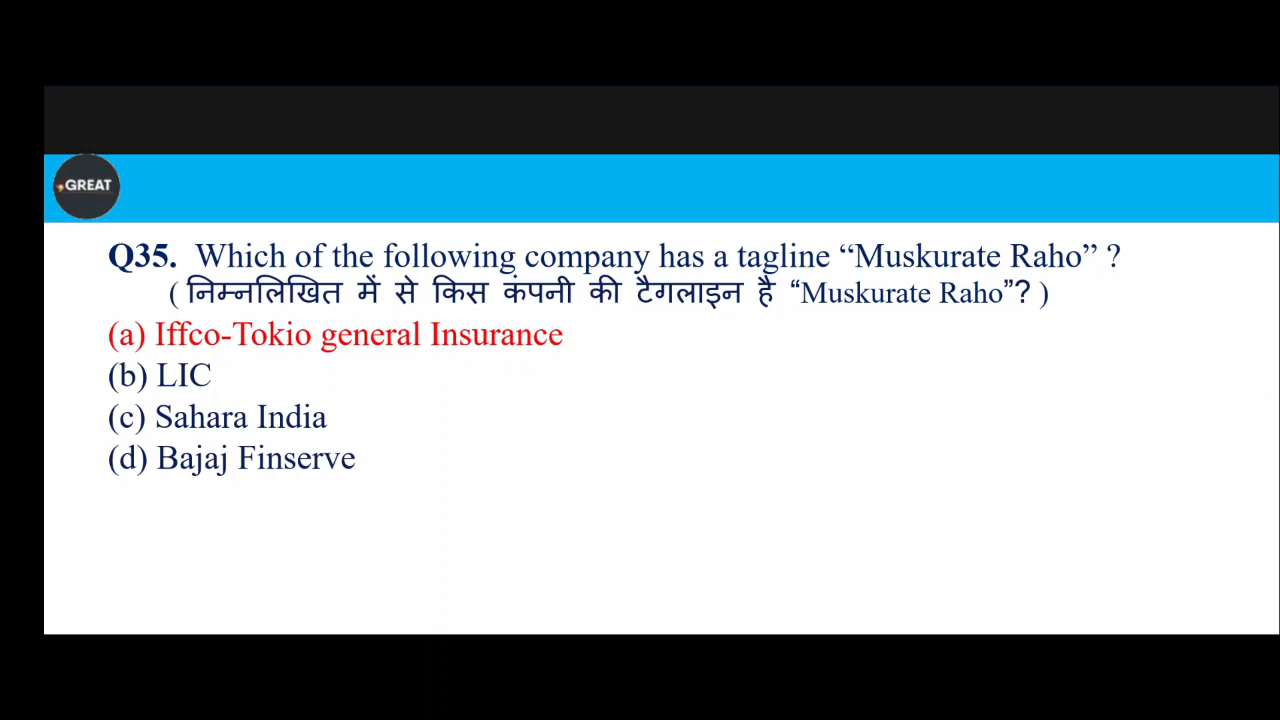 GREAT
Q35. Which of the following company has a tagline “Muskurate Raho” ?
( निम्नलिखित में से किस कंपनी की टैगलाइन है “Muskurate Raho”? )
(a) Iffco-Tokio general Insurance
(b) LIC
(c) Sahara India
(d) Bajaj Finserve